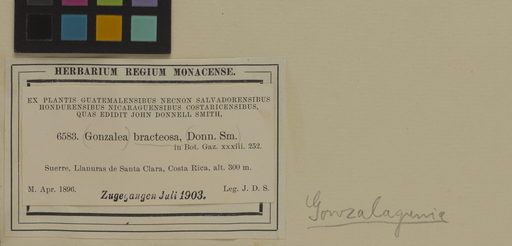 HERBARIUM REGIUM MONACENSE.
EX PLANTIS GUATEMALENSIBUS NECNON SALVADORENSIBUS
HONDURENSIBUS NICARAGUENSIBUS COSTARICENSIBUS,
QUAS EDIDIT JOHN DONNELL SMITH.
6583. (Gonzalea) bracteosa, (Donn. Sm.)
in Bot. Gaz. xxxiii. 252.
Suerre, Llanuras de Santa Clara, Costa Rica, alt. 300 m.
M. Apr. 1896. Leg. J. D. S.
Zugegangen Juli 1903.
Gonzalagunia